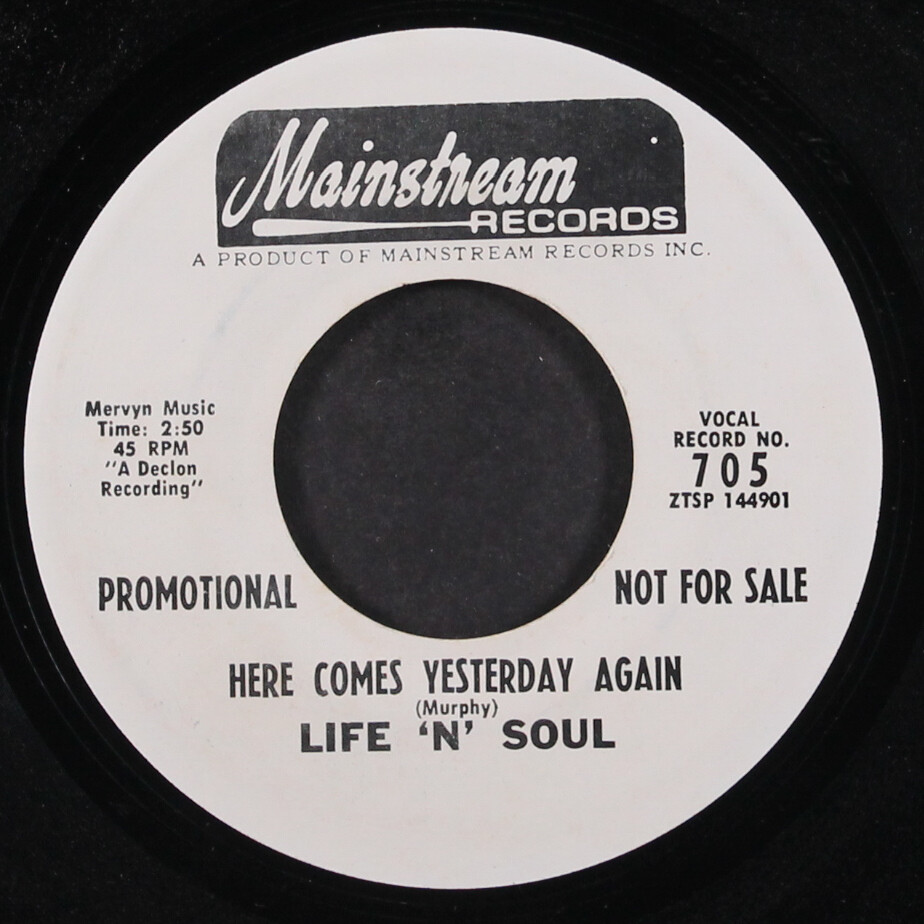 Mainstream
RECORDS
A PRODUCT OF MAINSTREAM RECORDS INC.
Mervyn Music
Time: 2:50
45 RPM
"A Declon
Recording"
VOCAL
RECORD NO.
705
ZTSP 144901
PROMOTIONAL
NOT FOR SALE
HERE COMES YESTERDAY AGAIN
(Murphy)
LIFE 'N' SOUL